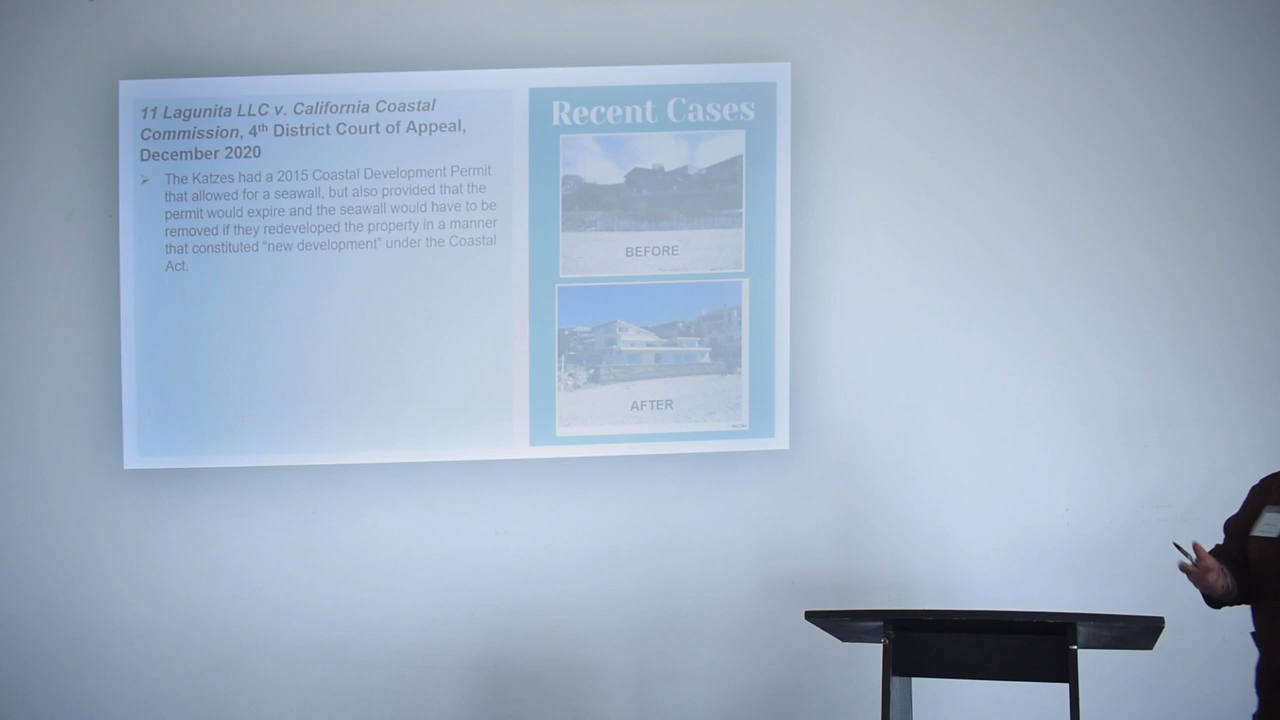 11 Lagunita LLC v. California Coastal
Commission, 4th District Court of Appeal,
December 2020
➢ The Katzes had a 2015 Coastal Development Permit
that allowed for a seawall, but also provided that the
permit would expire and the seawall would have to be
removed if they redeveloped the property in a manner
that constituted “new development” under the Coastal
Act.
Recent Cases
BEFORE
AFTER